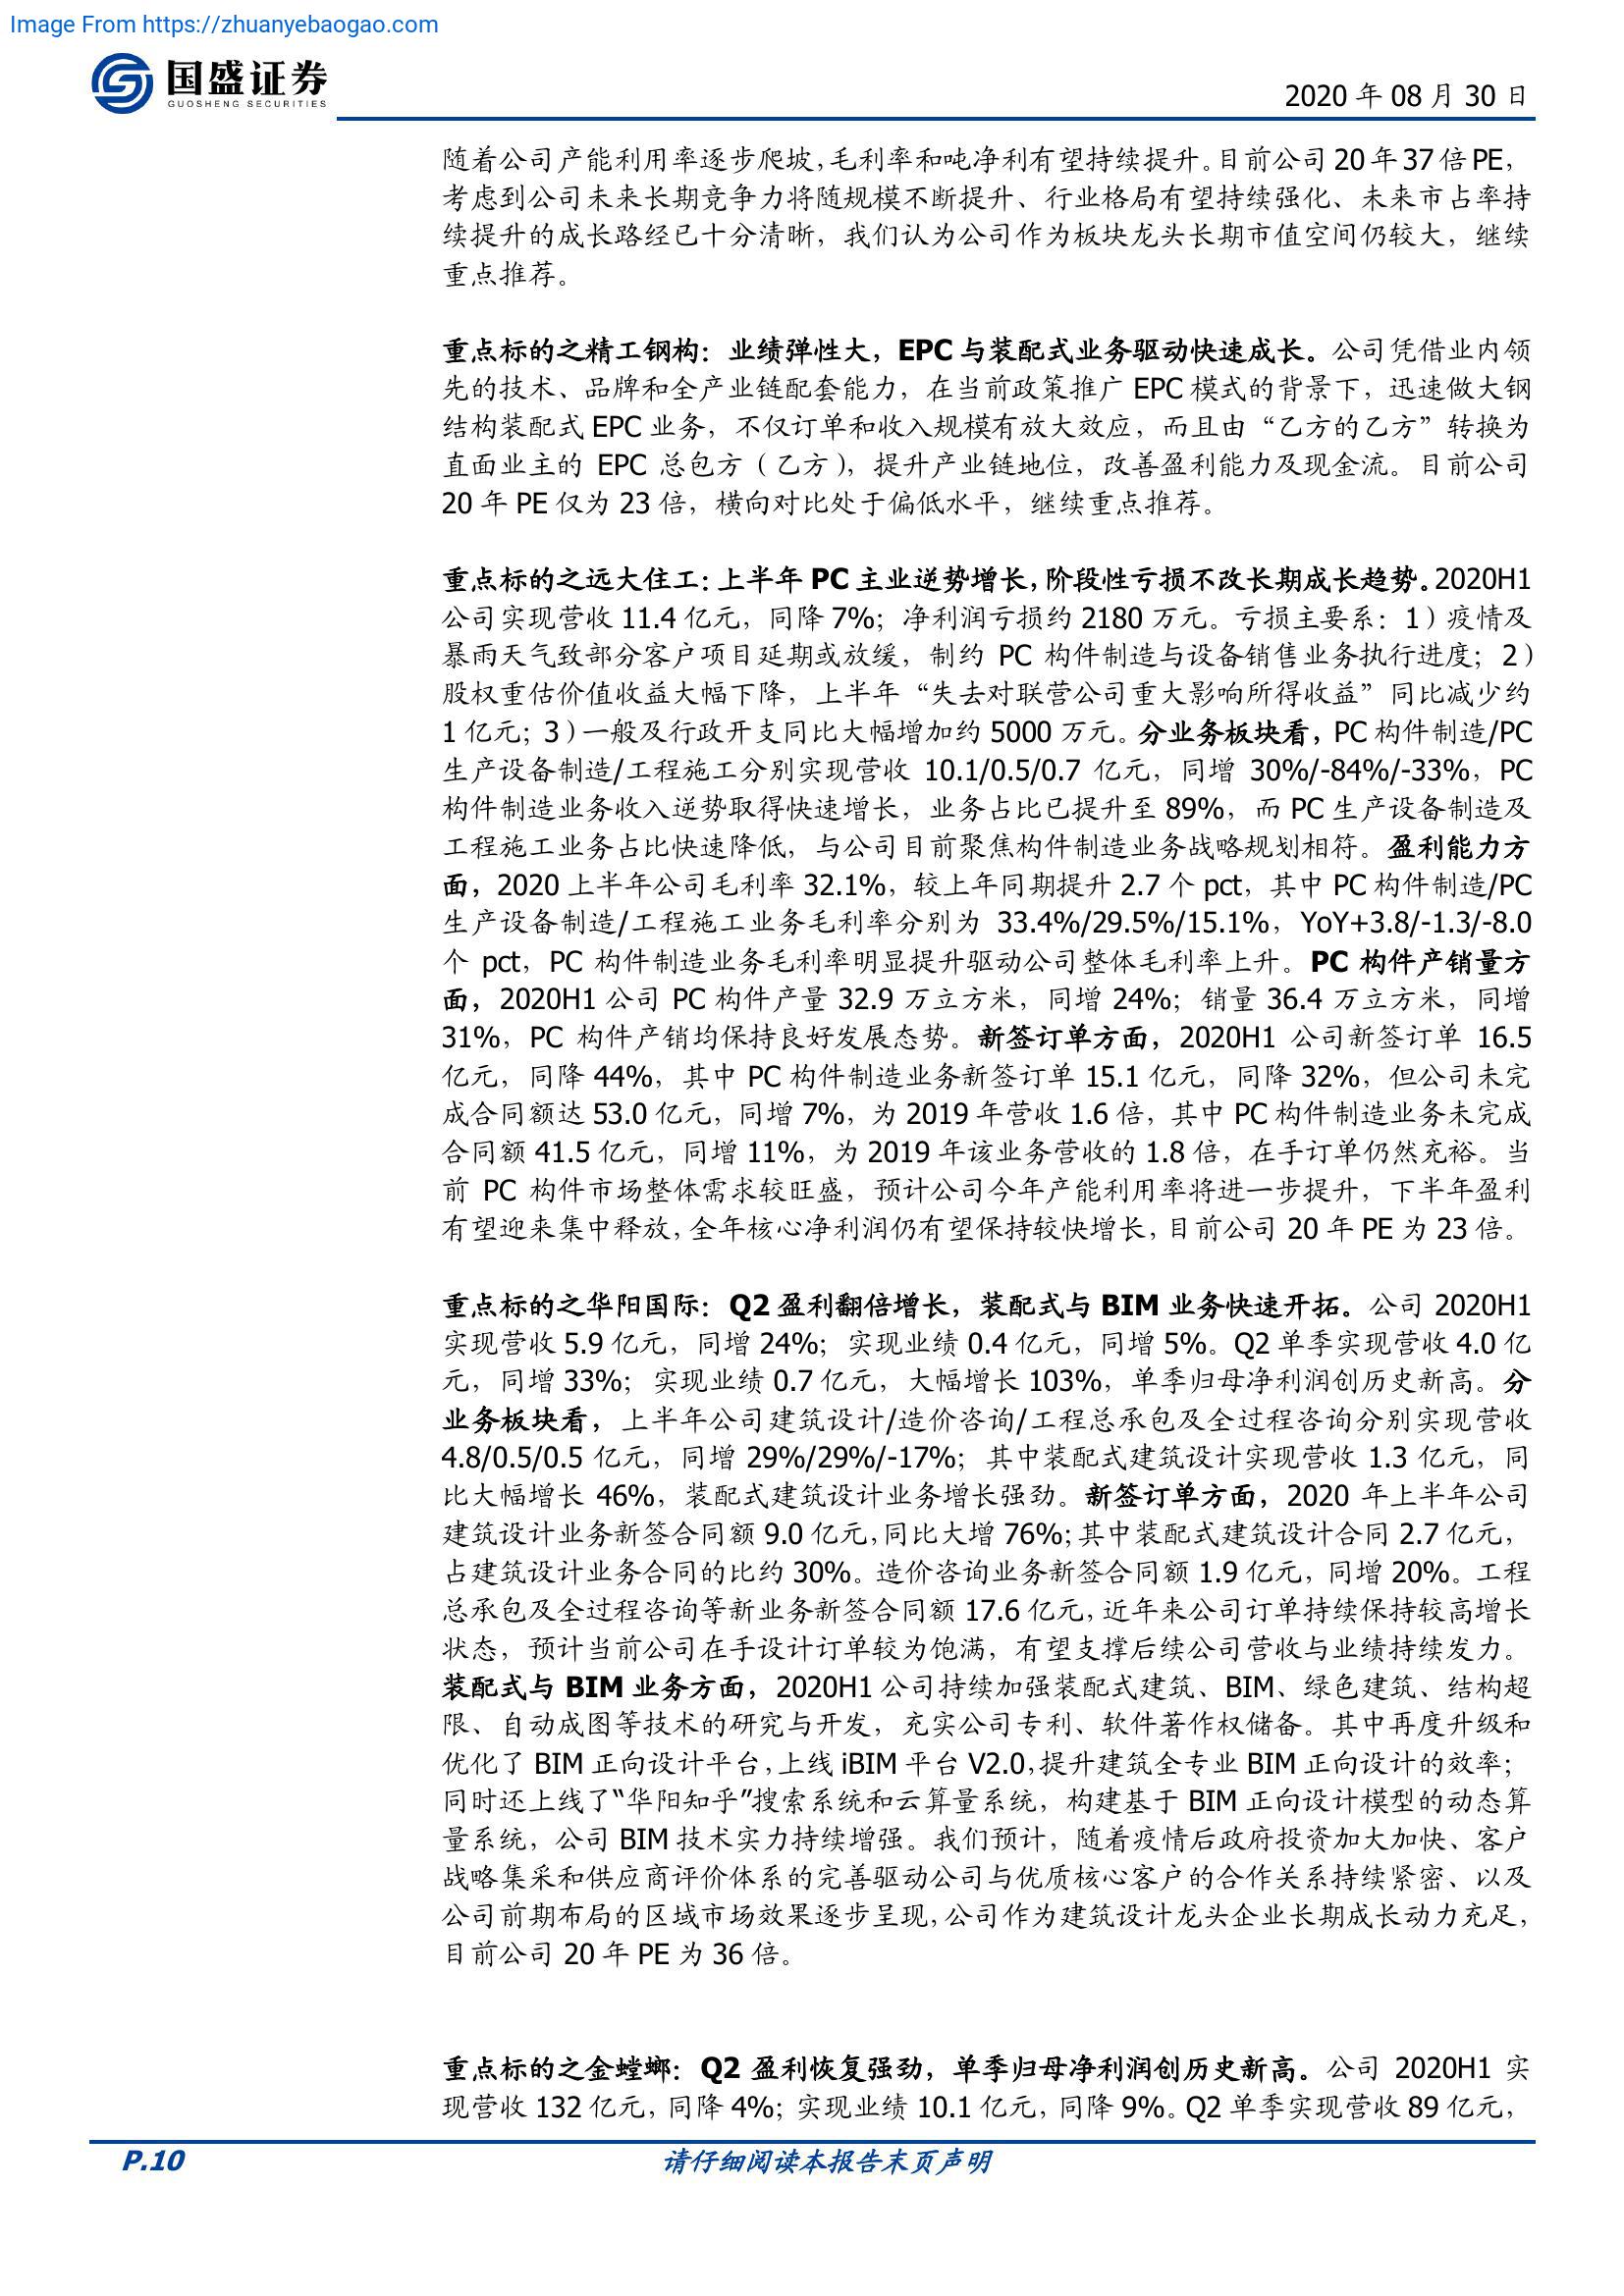 Image From https://zhuanyebaogao.com
国盛证券
GUOSHENG SECURITIES
2020 年 08 月 30 日
随着公司产能利用率逐步爬坡，毛利率和吨净利有望持续提升。目前公司 20 年 37 倍 PE，
考虑到公司未来长期竞争力将随规模不断提升、行业格局有望持续强化、未来市占率持
续提升的成长路经已十分清晰，我们认为公司作为板块龙头长期市值空间仍较大，继续
重点推荐。
重点标的之精工钢构：业绩弹性大，EPC 与装配式业务驱动快速成长。公司凭借业内领
先的技术、品牌和全产业链配套能力，在当前政策推广 EPC 模式的背景下，迅速做大钢
结构装配式 EPC 业务，不仅订单和收入规模有放大效应，而且由“乙方的乙方”转换为
直面业主的 EPC 总包方（乙方），提升产业链地位，改善盈利能力及现金流。目前公司
20 年 PE 仅为 23 倍，横向对比处于偏低水平，继续重点推荐。
重点标的之远大住工：上半年 PC 主业逆势增长，阶段性亏损不改长期成长趋势。2020H1
公司实现营收 11.4 亿元，同降 7%；净利润亏损约 2180 万元。亏损主要系：1）疫情及
暴雨天气致部分客户项目延期或放缓，制约 PC 构件制造与设备销售业务执行进度；2）
股权重估价值收益大幅下降，上半年“失去对联营公司重大影响所得收益”同比减少约
1 亿元；3）一般及行政开支同比大幅增加约 5000 万元。分业务板块看，PC 构件制造/PC
生产设备制造/工程施工分别实现营收 10.1/0.5/0.7 亿元，同增 30%/-84%/-33%，PC
构件制造业务收入逆势取得快速增长，业务占比已提升至 89%，而 PC 生产设备制造及
工程施工业务占比快速降低，与公司目前聚焦构件制造业务战略规划相符。盈利能力方
面，2020 上半年公司毛利率 32.1%，较上年同期提升 2.7 个 pct，其中 PC 构件制造/PC
生产设备制造/工程施工业务毛利率分别为 33.4%/29.5%/15.1%，YoY+3.8/-1.3/-8.0
个 pct，PC 构件制造业务毛利率明显提升驱动公司整体毛利率上升。PC 构件产销量方
面，2020H1 公司 PC 构件产量 32.9 万立方米，同增 24%；销量 36.4 万立方米，同增
31%，PC 构件产销均保持良好发展态势。新签订单方面，2020H1 公司新签订单 16.5
亿元，同降 44%，其中 PC 构件制造业务新签订单 15.1 亿元，同降 32%，但公司未完
成合同额达 53.0 亿元，同增 7%，为 2019 年营收 1.6 倍，其中 PC 构件制造业务未完成
合同额 41.5 亿元，同增 11%，为 2019 年该业务营收的 1.8 倍，在手订单仍然充裕。当
前 PC 构件市场整体需求较旺盛，预计公司今年产能利用率将进一步提升，下半年盈利
有望迎来集中释放，全年核心净利润仍有望保持较快增长，目前公司 20 年 PE 为 23 倍。
重点标的之华阳国际：Q2 盈利翻倍增长，装配式与 BIM 业务快速开拓。公司 2020H1
实现营收 5.9 亿元，同增 24%；实现业绩 0.4 亿元，同增 5%。Q2 单季实现营收 4.0 亿
元，同增 33%；实现业绩 0.7 亿元，大幅增长 103%，单季归母净利润创历史新高。分
业务板块看，上半年公司建筑设计/造价咨询/工程总承包及全过程咨询分别实现营收
4.8/0.5/0.5 亿元，同增 29%/29%/-17%；其中装配式建筑设计实现营收 1.3 亿元，同
比大幅增长 46%，装配式建筑设计业务增长强劲。新签订单方面，2020 年上半年公司
建筑设计业务新签合同额 9.0 亿元，同比大增 76%；其中装配式建筑设计合同 2.7 亿元，
占建筑设计业务合同的比约 30%。造价咨询业务新签合同额 1.9 亿元，同增 20%。工程
总承包及全过程咨询等新业务新签合同额 17.6 亿元，近年来公司订单持续保持较高增长
状态，预计当前公司在手设计订单较为饱满，有望支撑后续公司营收与业绩持续发力。
装配式与 BIM 业务方面，2020H1 公司持续加强装配式建筑、BIM、绿色建筑、结构超
限、自动成图等技术的研究与开发，充实公司专利、软件著作权储备。其中再度升级和
优化了 BIM 正向设计平台，上线 iBIM 平台 V2.0，提升建筑全专业 BIM 正向设计的效率；
同时还上线了“华阳知乎”搜索系统和云算量系统，构建基于 BIM 正向设计模型的动态算
量系统，公司 BIM 技术实力持续增强。我们预计，随着疫情后政府投资加大加快、客户
战略集采和供应商评价体系的完善驱动公司与优质核心客户的合作关系持续紧密、以及
公司前期布局的区域市场效果逐步呈现，公司作为建筑设计龙头企业长期成长动力充足，
目前公司 20 年 PE 为 36 倍。
重点标的之金螳螂：Q2 盈利恢复强劲，单季归母净利润创历史新高。公司 2020H1 实
现营收 132 亿元，同降 4%；实现业绩 10.1 亿元，同降 9%。Q2 单季实现营收 89 亿元，
P.10
请仔细阅读本报告末页声明